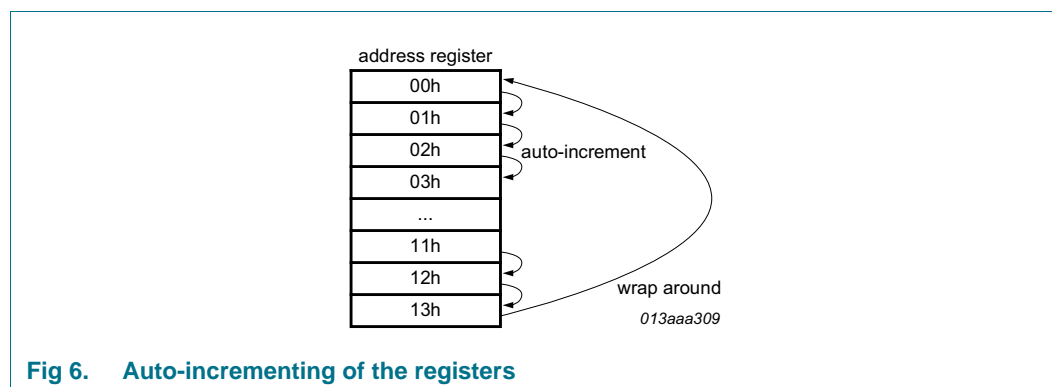 address register
00h
01h
02h
auto-increment
03h
...
11h
12h
wrap around
13h
013aaa309
Fig 6. Auto-incrementing of the registers